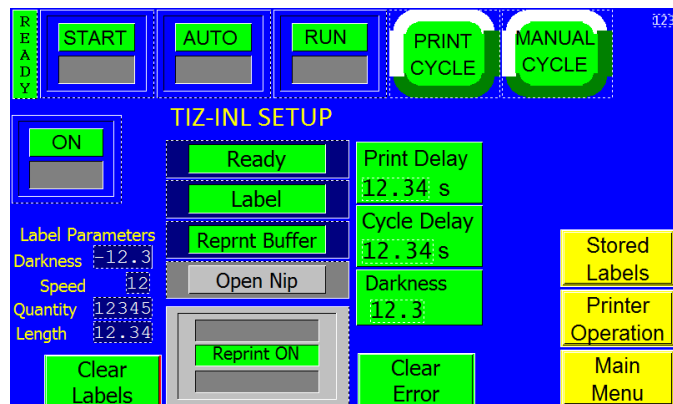 READY
START
AUTO
RUN
PRINT
CYCLE
MANUAL
CYCLE
123
TIZ-INL SETUP
ON
Ready
Label
Reprnt Buffer
Open Nip
Reprint ON
Print Delay
12.34 s
Cycle Delay
12.34 s
Darkness
12.3
Label Parameters
Darkness -12.3
Speed 12
Quantity 12345
Length 12.34
Clear
Labels
Clear
Error
Stored
Labels
Printer
Operation
Main
Menu